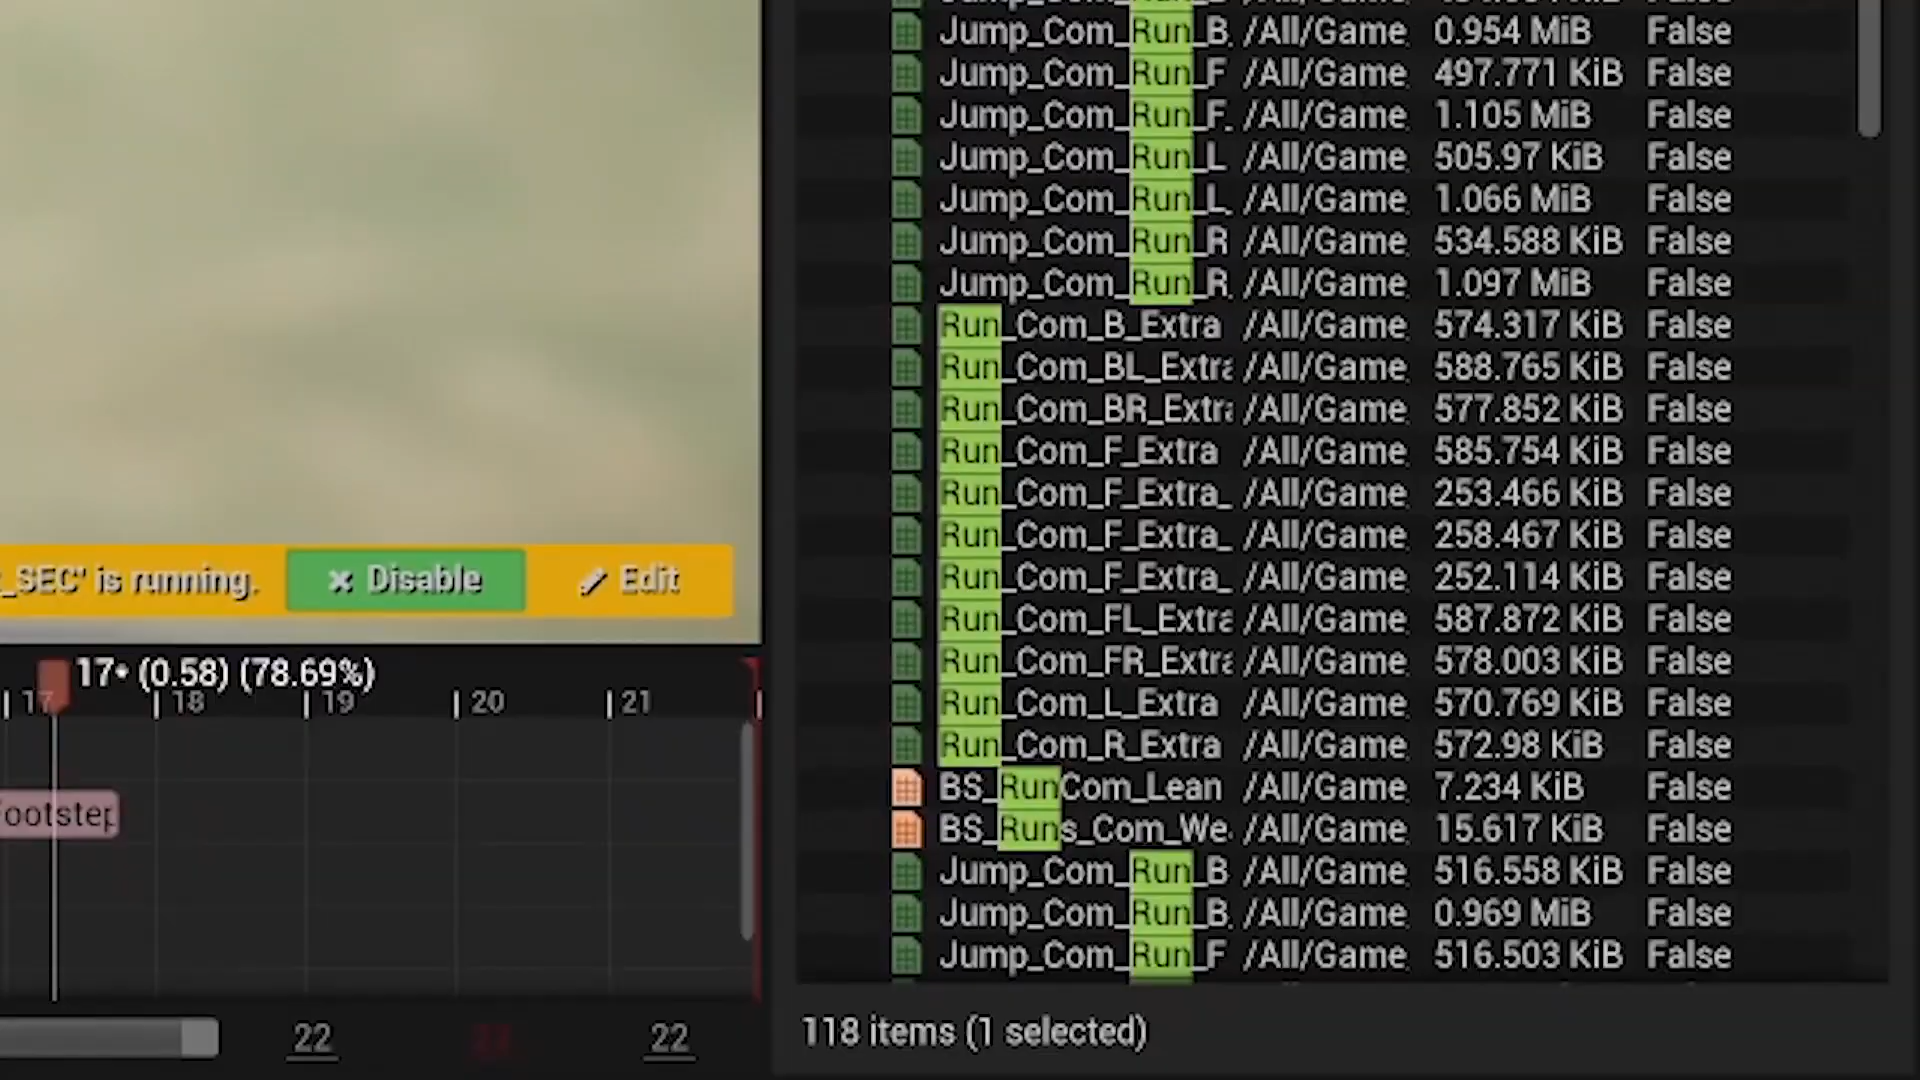 Jump_Com_Run_B. /All/Game 0.954 MiB False
Jump_Com_Run_F /All/Game 497.771 KiB False
Jump_Com_Run_F. /All/Game 1.105 MiB False
Jump_Com_Run_L /All/Game 505.97 KiB False
Jump_Com_Run_L. /All/Game 1.066 MiB False
Jump_Com_Run_R /All/Game 534.588 KiB False
Jump_Com_Run_R. /All/Game 1.097 MiB False
Run_Com_B_Extra /All/Game 574.317 KiB False
Run_Com_BL_Extra /All/Game 588.765 KiB False
Run_Com_BR_Extra /All/Game 577.852 KiB False
Run_Com_F_Extra /All/Game 585.754 KiB False
Run_Com_F_Extra_ /All/Game 253.466 KiB False
Run_Com_F_Extra_ /All/Game 258.467 KiB False
Run_Com_F_Extra_ /All/Game 252.114 KiB False
Run_Com_FL_Extra /All/Game 587.872 KiB False
Run_Com_FR_Extra /All/Game 578.003 KiB False
Run_Com_L_Extra /All/Game 570.769 KiB False
Run_Com_R_Extra /All/Game 572.98 KiB False
BS_RunCom_Lean /All/Game 7.234 KiB False
BS_Runs_Com_We. /All/Game 15.617 KiB False
Jump_Com_Run_B /All/Game 516.558 KiB False
Jump_Com_Run_B. /All/Game 0.969 MiB False
Jump_Com_Run_F /All/Game 516.503 KiB False
118 items (1 selected)
_SEC" is running. Disable Edit
17• (0.58) (78.69%)
17 18 19 20 21
Footstep
22 22